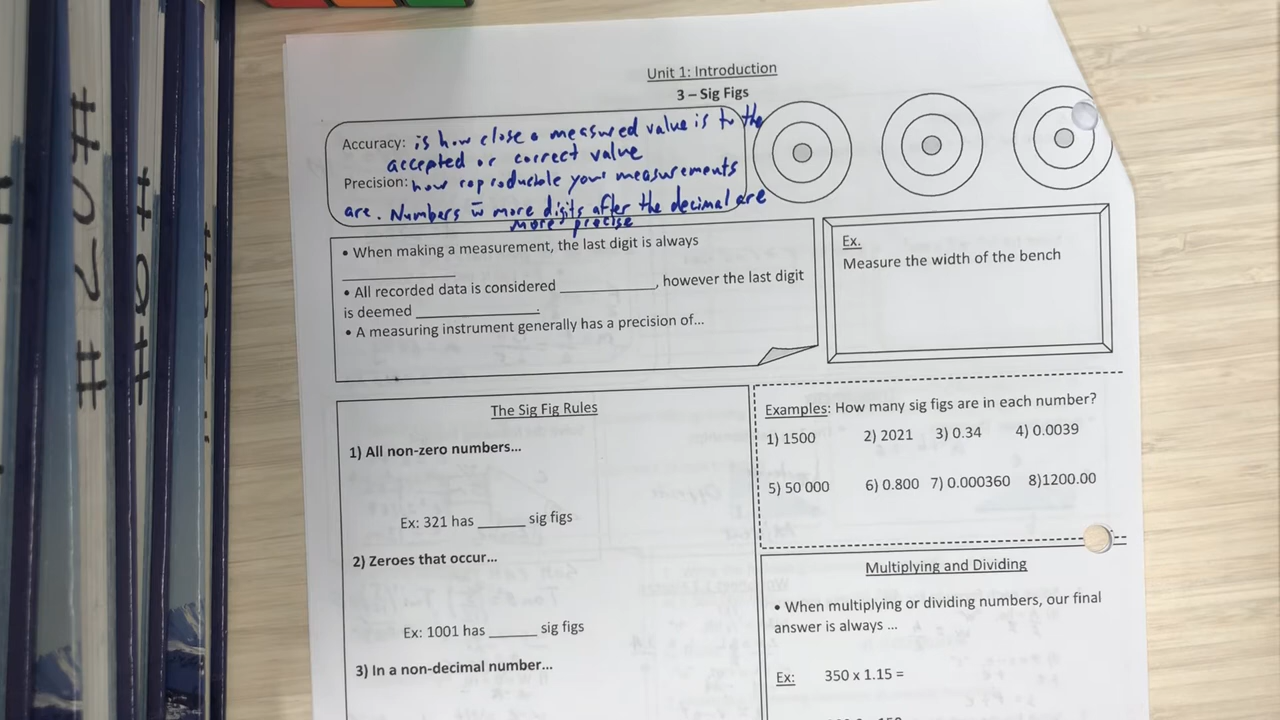 Unit 1: Introduction
3 – Sig Figs
Accuracy: is how close a measured value is to the
accepted or correct value
Precision: how reproducible your measurements
are. Numbers w̄ more digits after the decimal are
more precise
• When making a measurement, the last digit is always
______________
• All recorded data is considered ____________, however the last digit
is deemed _______________.
• A measuring instrument generally has a precision of...
Ex.
Measure the width of the bench
The Sig Fig Rules
1) All non-zero numbers...
Ex: 321 has ______ sig figs
2) Zeroes that occur...
Ex: 1001 has ______ sig figs
3) In a non-decimal number...
Examples: How many sig figs are in each number?
1) 1500 2) 2021 3) 0.34 4) 0.0039
5) 50 000 6) 0.800 7) 0.000360 8)1200.00
Multiplying and Dividing
• When multiplying or dividing numbers, our final
answer is always ...
Ex: 350 x 1.15 =